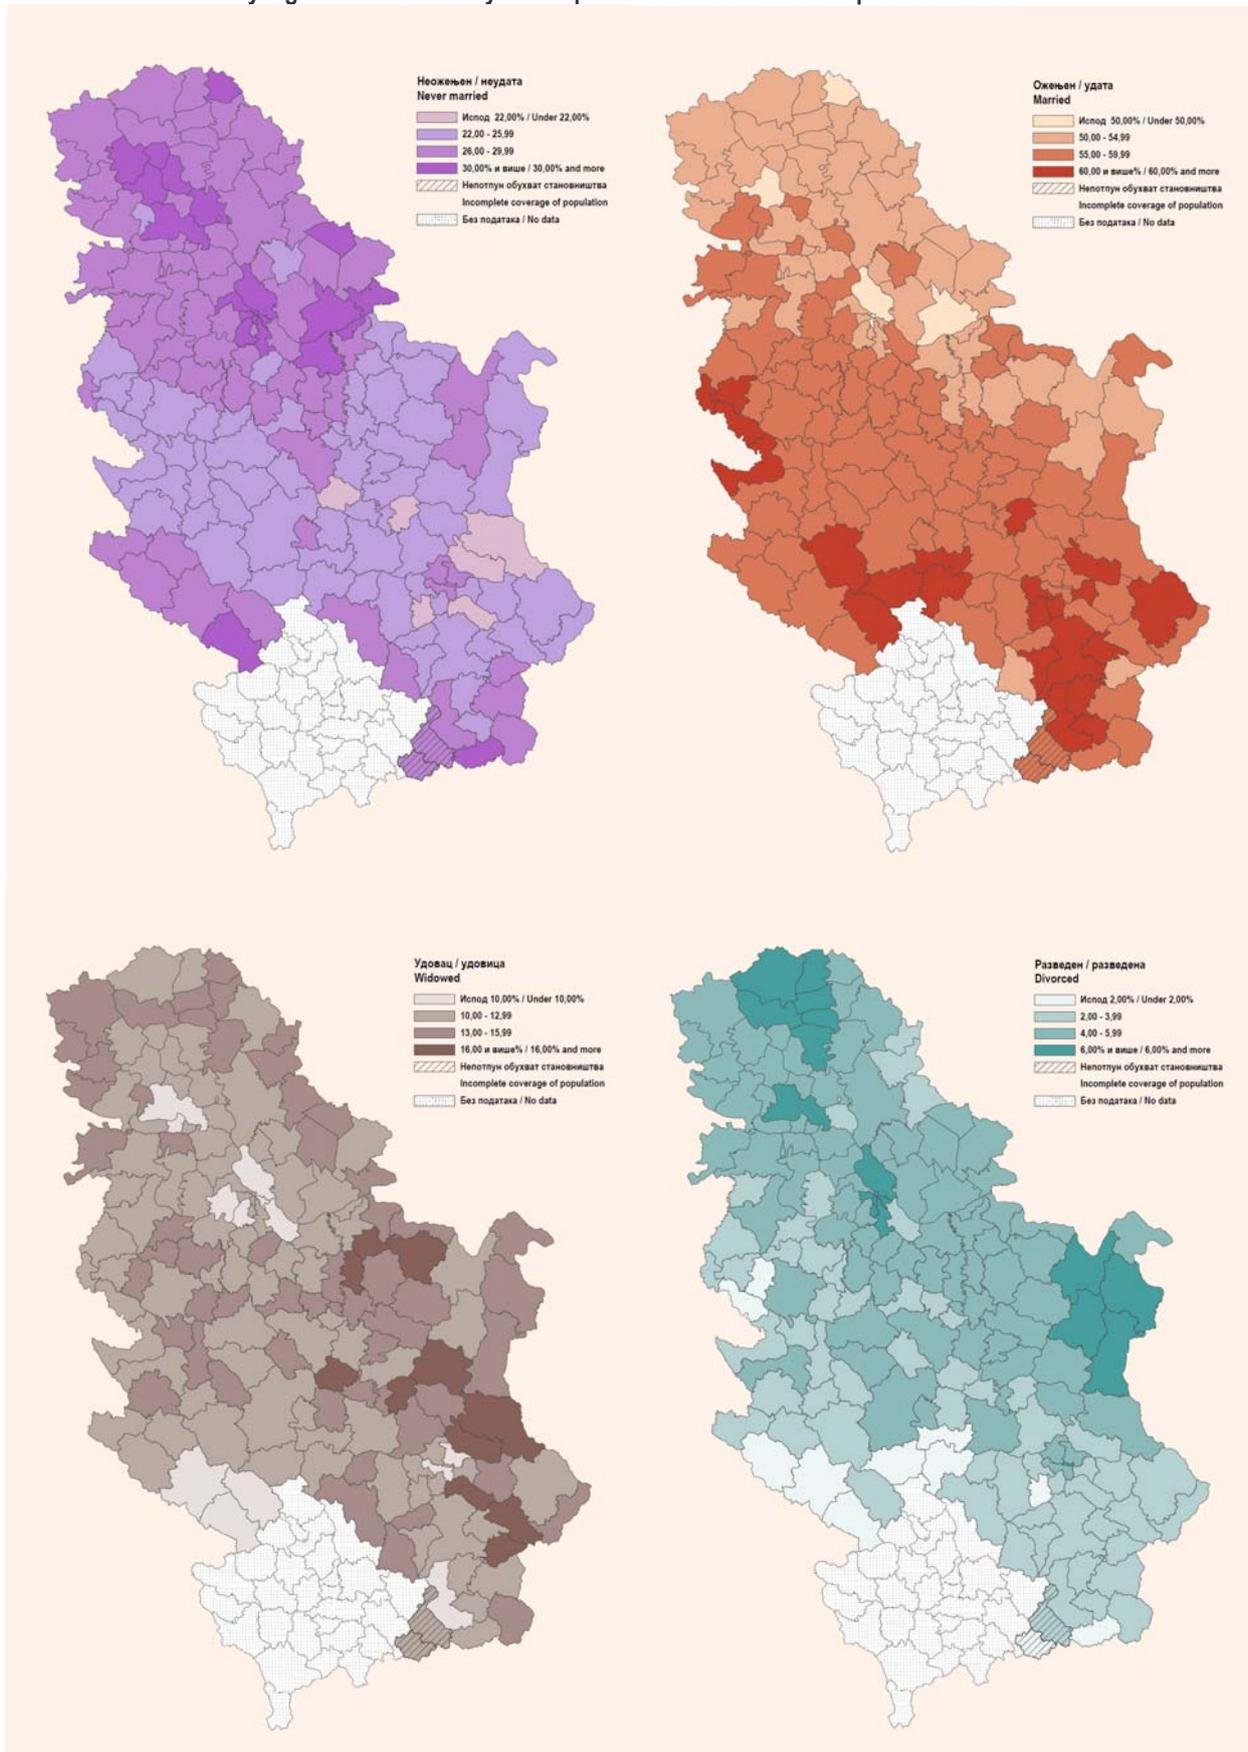 Неожењен / неудата
Never married
Испод 22,00% / Under 22,00%
22,00 - 25,99
26,00 - 29,99
30,00% и више / 30,00% and more
Непотпун обухват становништва
Incomplete coverage of population
Без података / No data
Ожењен / удата
Married
Испод 50,00% / Under 50,00%
50,00 - 54,99
55,00 - 59,99
60,00 и више% / 60,00% and more
Непотпун обухват становништва
Incomplete coverage of population
Без података / No data
Удовац / удовица
Widowed
Испод 10,00% / Under 10,00%
10,00 - 12,99
13,00 - 15,99
16,00 и више% / 16,00% and more
Непотпун обухват становништва
Incomplete coverage of population
Без података / No data
Разведен / разведена
Divorced
Испод 2,00% / Under 2,00%
2,00 - 3,99
4,00 - 5,99
6,00% и више / 6,00% and more
Непотпун обухват становништва
Incomplete coverage of population
Без података / No data